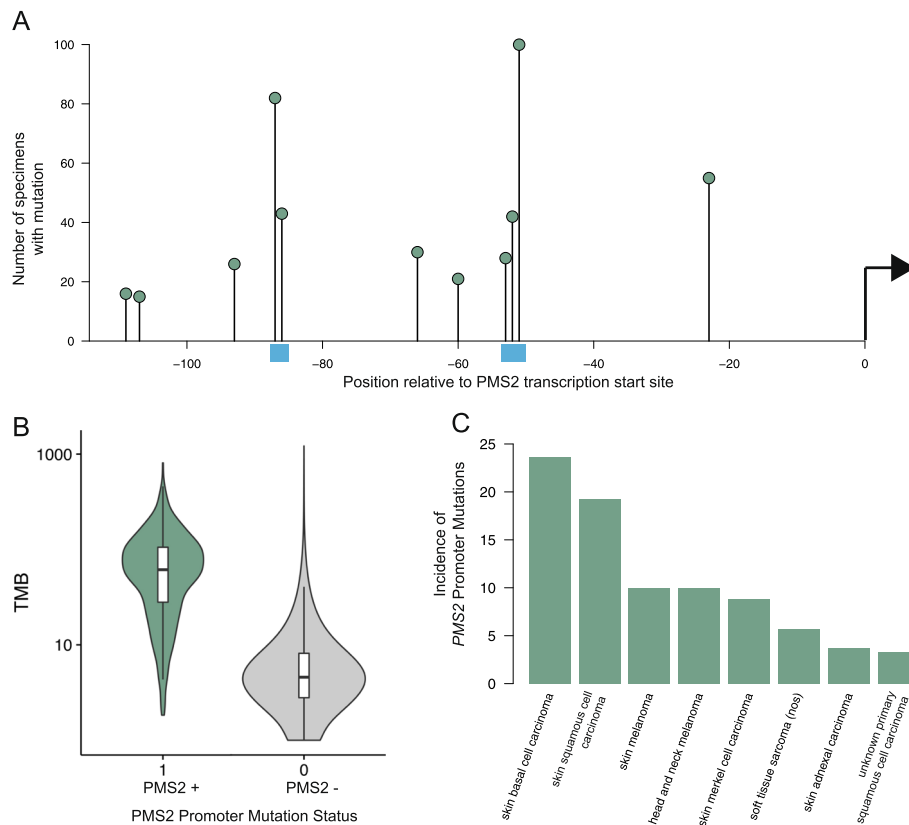 A
100
80
60
40
20
0
Number of specimens
with mutation
−100
−80
−60
−40
−20
0
Position relative to PMS2 transcription start site
B
1000
10
TMB
1
0
PMS2 +
PMS2 -
PMS2 Promoter Mutation Status
C
25
20
15
10
5
0
Incidence of
PMS2 Promoter Mutations
skin basal cell carcinoma
skin squamous cell
carcinoma
skin melanoma
head and neck melanoma
skin merkel cell carcinoma
soft tissue sarcoma (nos)
skin adnexal carcinoma
unknown primary
squamous cell carcinoma